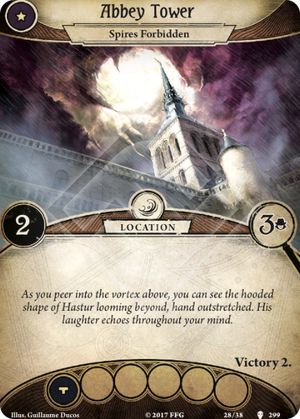 Abbey Tower
Spires Forbidden
2
LOCATION
3
As you peer into the vortex above, you can see the hooded
shape of Hastur looming beyond, hand outstretched. His
laughter echoes throughout your mind.
Victory 2.
Illus. Guillaume Ducos
© 2017 FFG
28/38
299